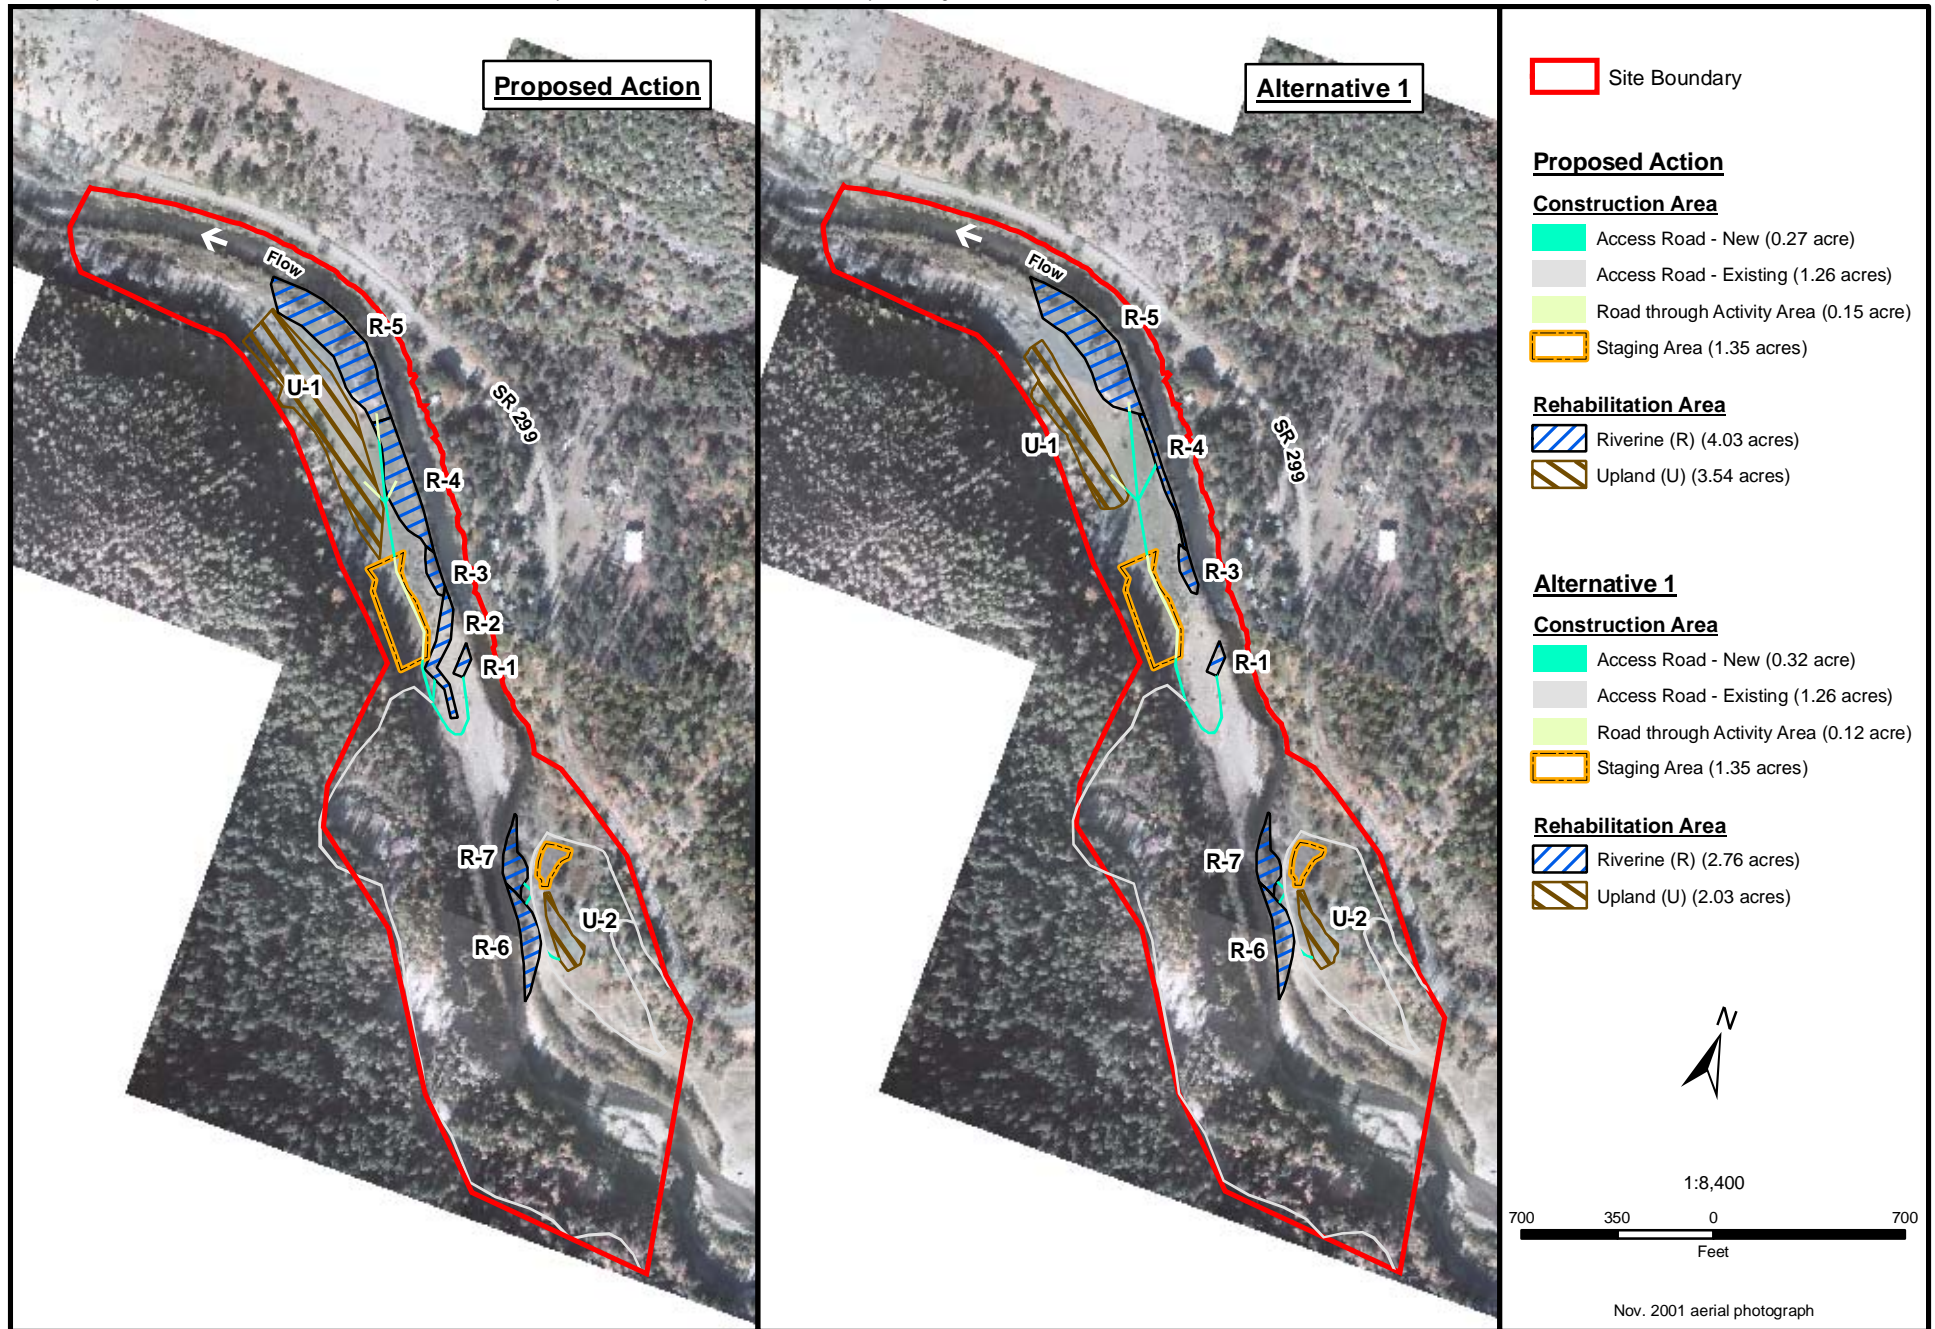 Proposed Action
Flow
R-5
U-1
SR 299
R-4
R-3
R-2
R-1
R-7
U-2
R-6
Alternative 1
Flow
R-5
U-1
R-4
SR 299
R-3
R-1
R-7
U-2
R-6
Site Boundary
Proposed Action
Construction Area
Access Road - New (0.27 acre)
Access Road - Existing (1.26 acres)
Road through Activity Area (0.15 acre)
Staging Area (1.35 acres)
Rehabilitation Area
Riverine (R) (4.03 acres)
Upland (U) (3.54 acres)
Alternative 1
Construction Area
Access Road - New (0.32 acre)
Access Road - Existing (1.26 acres)
Road through Activity Area (0.12 acre)
Staging Area (1.35 acres)
Rehabilitation Area
Riverine (R) (2.76 acres)
Upland (U) (2.03 acres)
N
1:8,400
700 350 0 700
Feet
Nov. 2001 aerial photograph